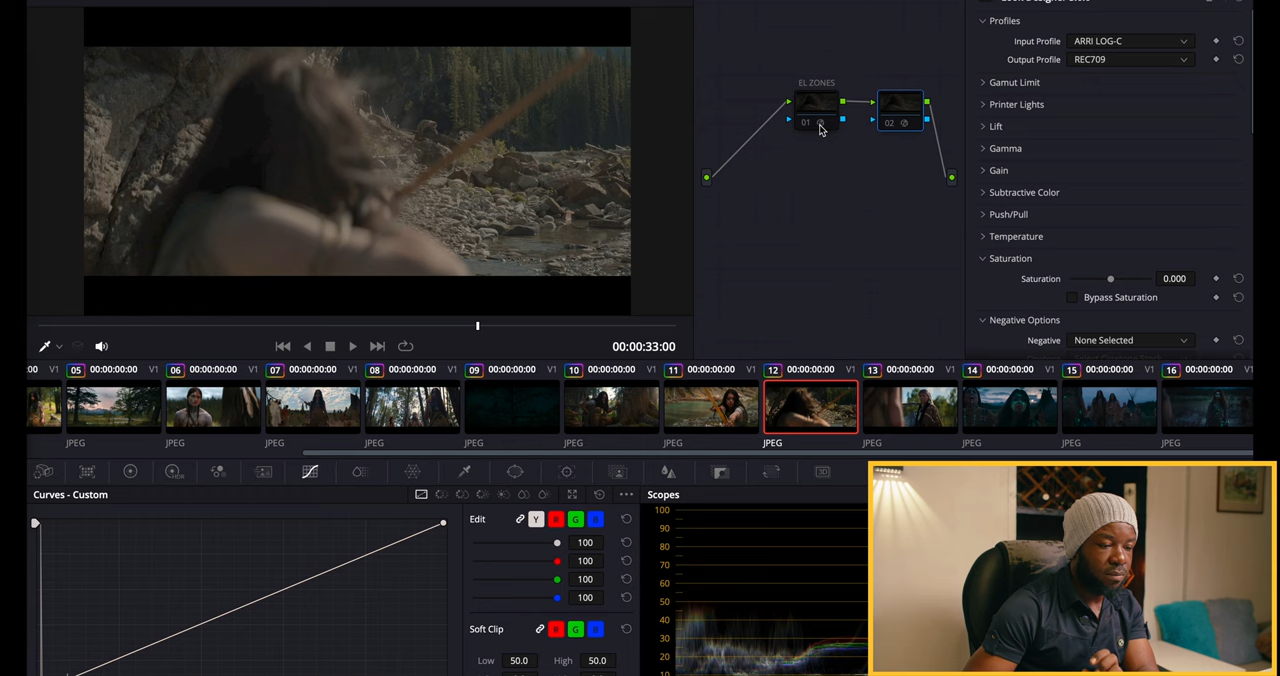 Profiles
Input Profile ARRI LOG-C
Output Profile REC709
EL ZONES
Gamut Limit
01 02
Printer Lights
Lift
Gamma
Gain
Subtractive Color
Push/Pull
Temperature
Saturation
Saturation 0.000
Bypass Saturation
Negative Options
Negative None Selected
00:00:33:00
00 V1 05 00:00:00:00 V1 06 00:00:00:00 V1 07 00:00:00:00 V1 08 00:00:00:00 V1 09 00:00:00:00 V1 10 00:00:00:00 V1 11 00:00:00:00 V1 12 00:00:00:00 V1 13 00:00:00:00 V1 14 00:00:00:00 V1 15 00:00:00:00 V1 16 00:00:00:00
JPEG JPEG JPEG JPEG JPEG JPEG JPEG JPEG JPEG JPEG JPEG JPEG
HDR 3D
Curves - Custom
Scopes
Edit Y R G B
100
100
100
100
Soft Clip R G B
Low 50.0 High 50.0
100
90
80
70
60
50
40
30
20
10